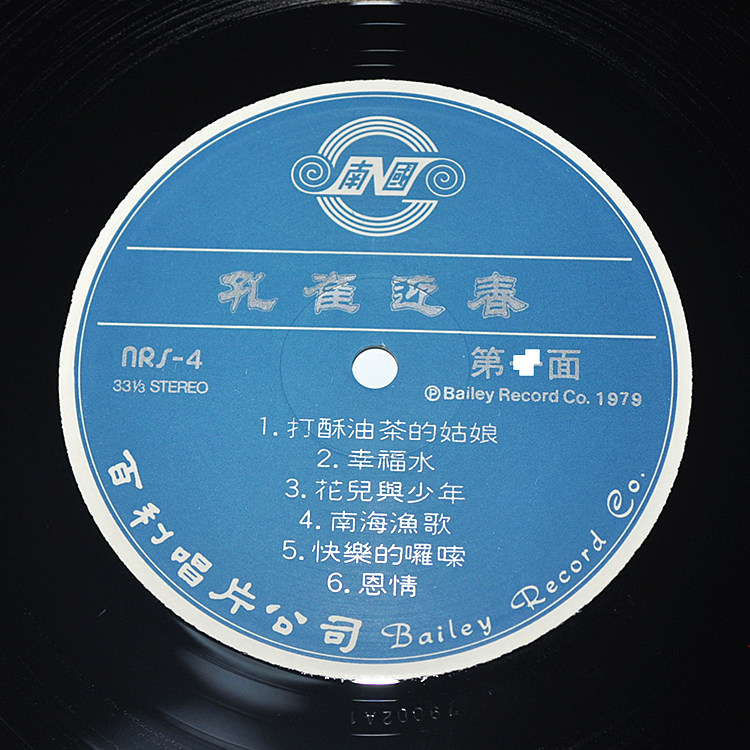 南國
孔雀迎春
NRS-4
33⅓ STEREO
第 面
℗Bailey Record Co. 1979
1. 打酥油茶的姑娘
2. 幸福水
3. 花兒與少年
4. 南海漁歌
5. 快樂的囉嗦
6. 恩情
百利唱片公司 Bailey Record Co.